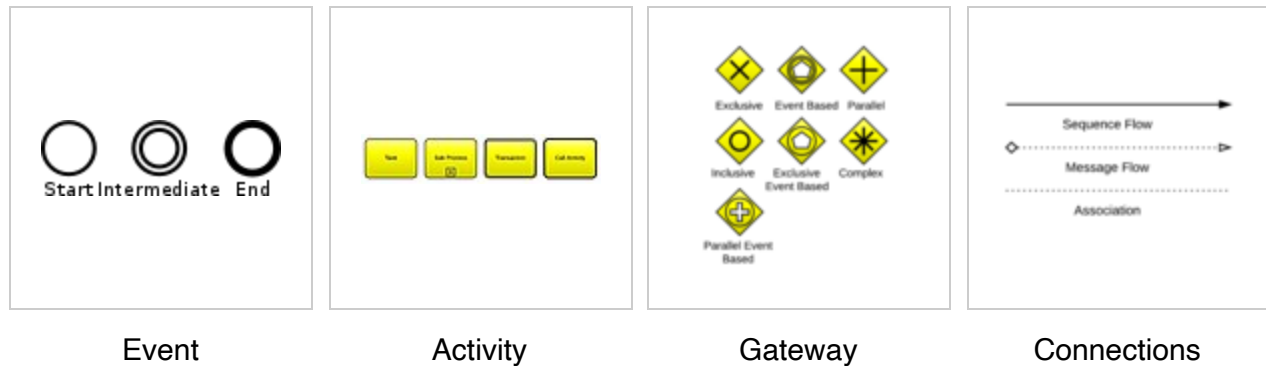 Start Intermediate End
Task
Sub Process
Transaction
Call Activity
Exclusive Event Based Parallel
Inclusive Exclusive Event Based Complex
Parallel Event
Based
Sequence Flow
Message Flow
Association
Event
Activity
Gateway
Connections